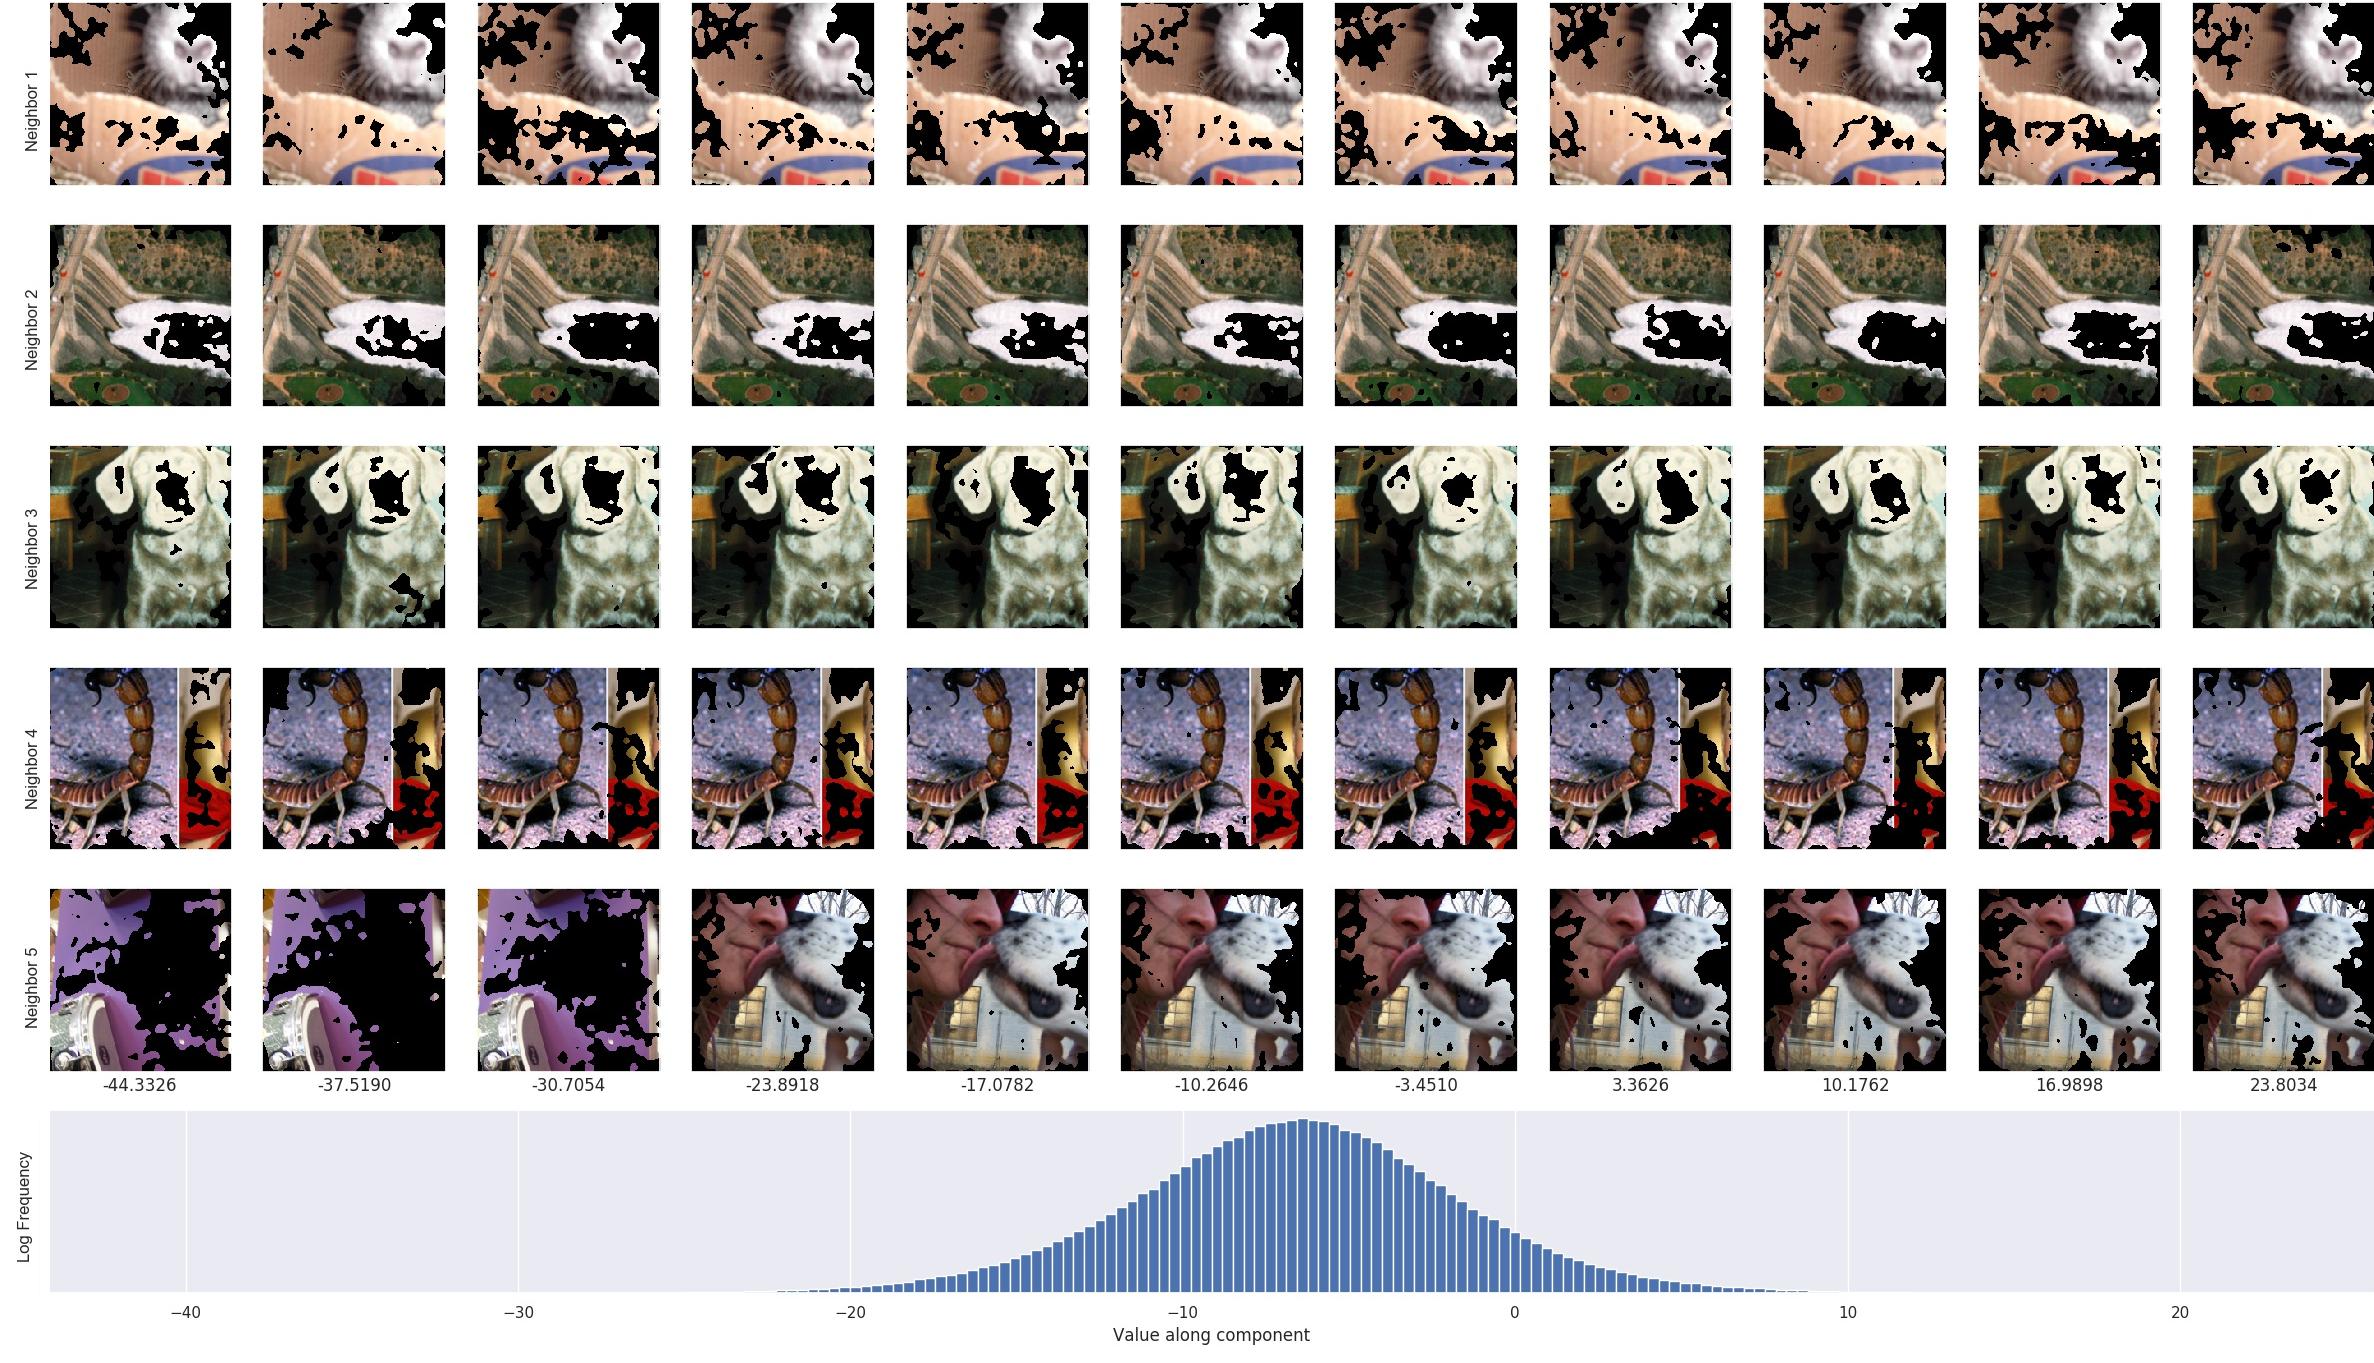 Neighbor 1
Neighbor 2
Neighbor 3
Neighbor 4
Neighbor 5
-44.3326 -37.5190 -30.7054 -23.8918 -17.0782 -10.2646 -3.4510 3.3626 10.1762 16.9898 23.8034
Log Frequency
−40 −30 −20 −10 0 10 20
Value along component